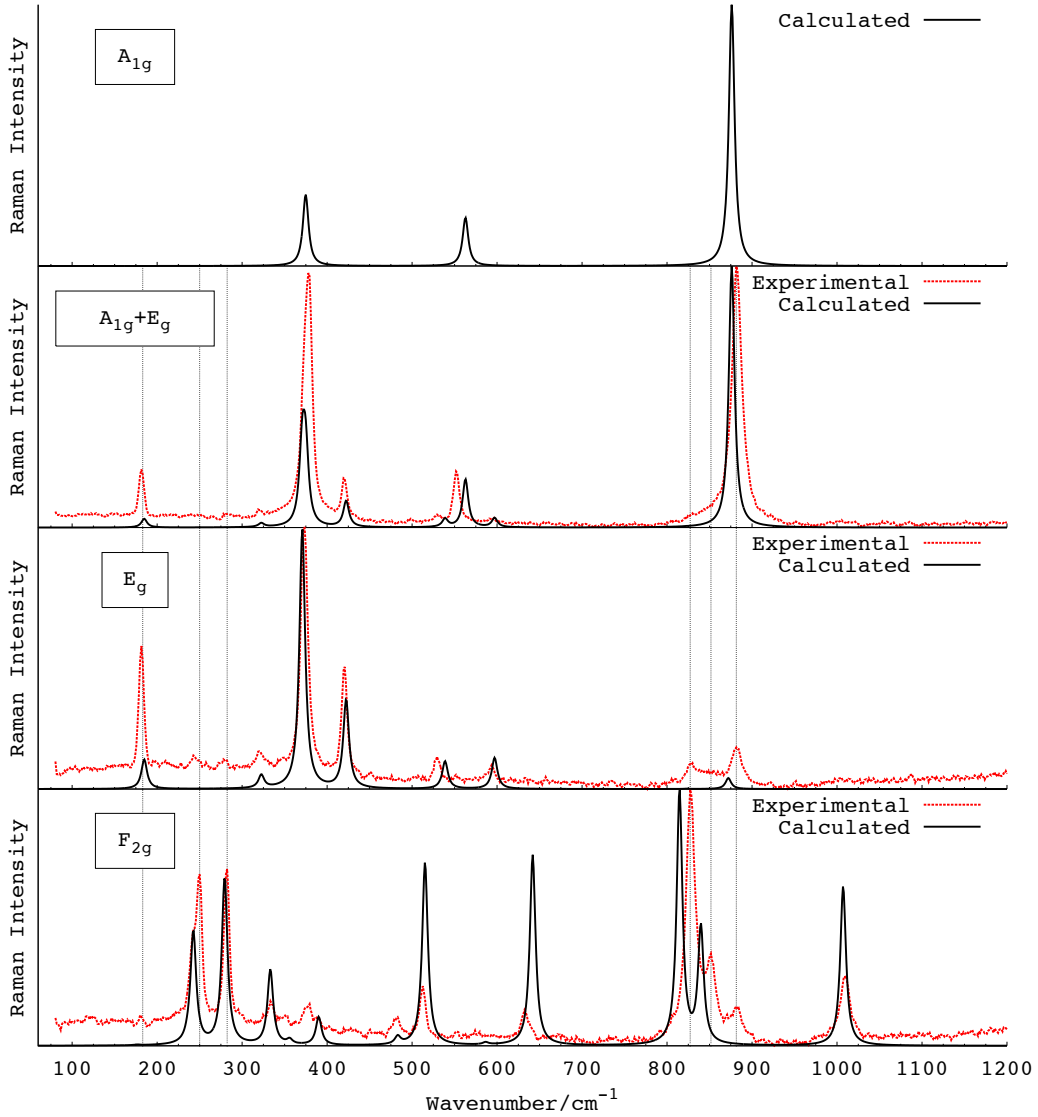 Raman Intensity
A1g
Calculated
Raman Intensity
A1g+Eg
Experimental
Calculated
Raman Intensity
Eg
Experimental
Calculated
Raman Intensity
F2g
Experimental
Calculated
100 200 300 400 500 600 700 800 900 1000 1100 1200
Wavenumber/cm−1